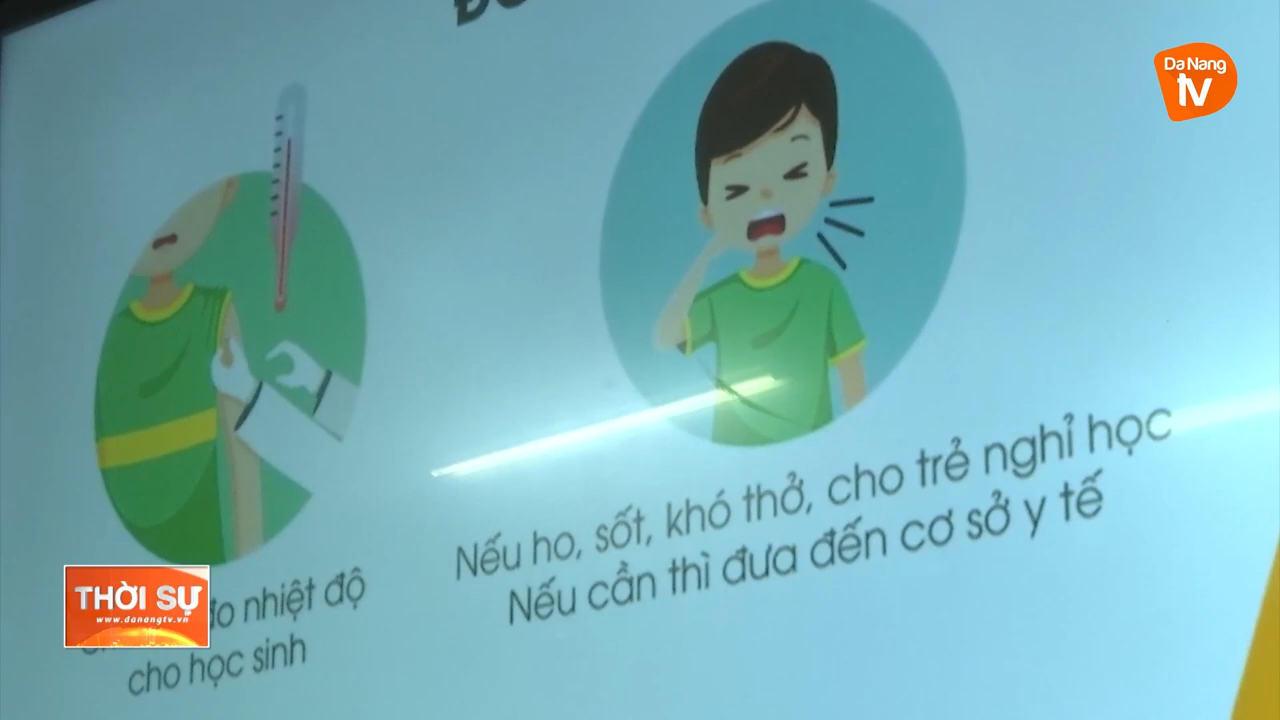 Da Nang
tv
Nếu ho, sốt, khó thở, cho trẻ nghỉ học
Nếu cần thì đưa đến cơ sở y tế
THỜI SỰ
www.danangtv.vn
đo nhiệt độ
cho học sinh